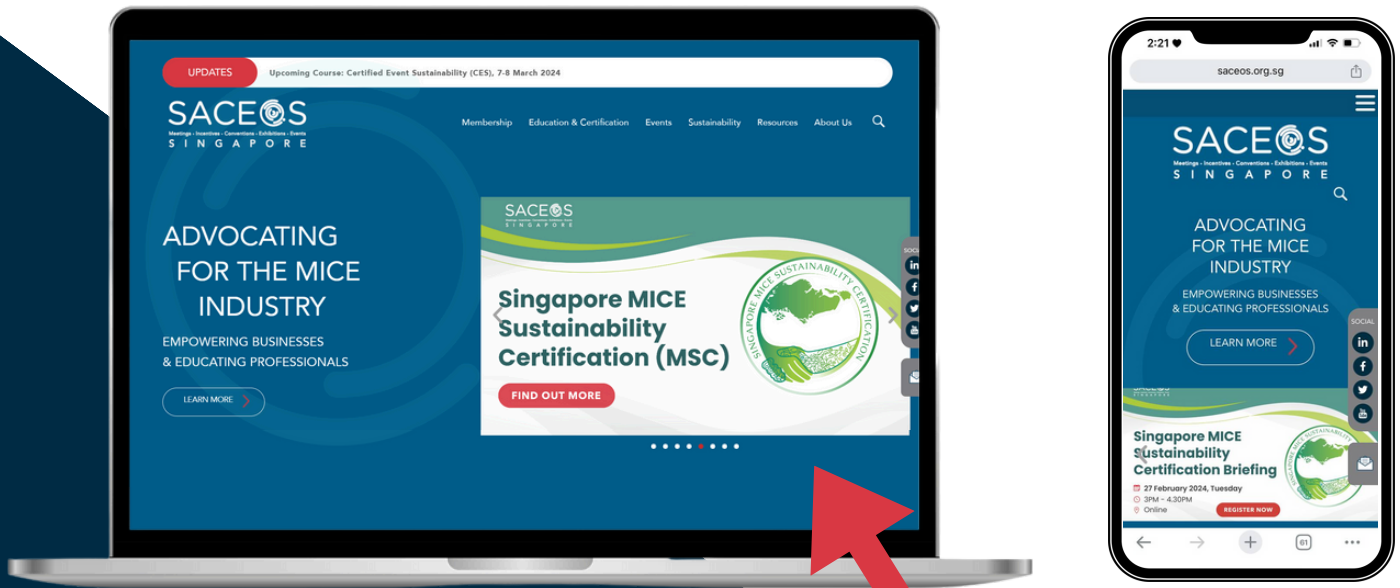 UPDATES
Upcoming Course: Certified Event Sustainability (CES), 7-8 March 2024
SACEOS
Meetings - Incentives - Conventions - Exhibitions - Events
SINGAPORE
Membership Education & Certification Events Sustainability Resources About Us
ADVOCATING
FOR THE MICE
INDUSTRY
EMPOWERING BUSINESSES
& EDUCATING PROFESSIONALS
LEARN MORE
SACEOS
SINGAPORE
Singapore MICE
Sustainability
Certification (MSC)
FIND OUT MORE
SINGAPORE MICE SUSTAINABILITY CERTIFICATION
in
f
2:21
saceos.org.sg
SACEOS
Meetings - Incentives - Conventions - Exhibitions - Events
SINGAPORE
ADVOCATING
FOR THE MICE
INDUSTRY
EMPOWERING BUSINESSES
& EDUCATING PROFESSIONALS
LEARN MORE
SOCIAL
in
f
Singapore MICE
Sustainability
Certification Briefing
27 February 2024, Tuesday
3PM - 4.30PM
Online
REGISTER NOW
61